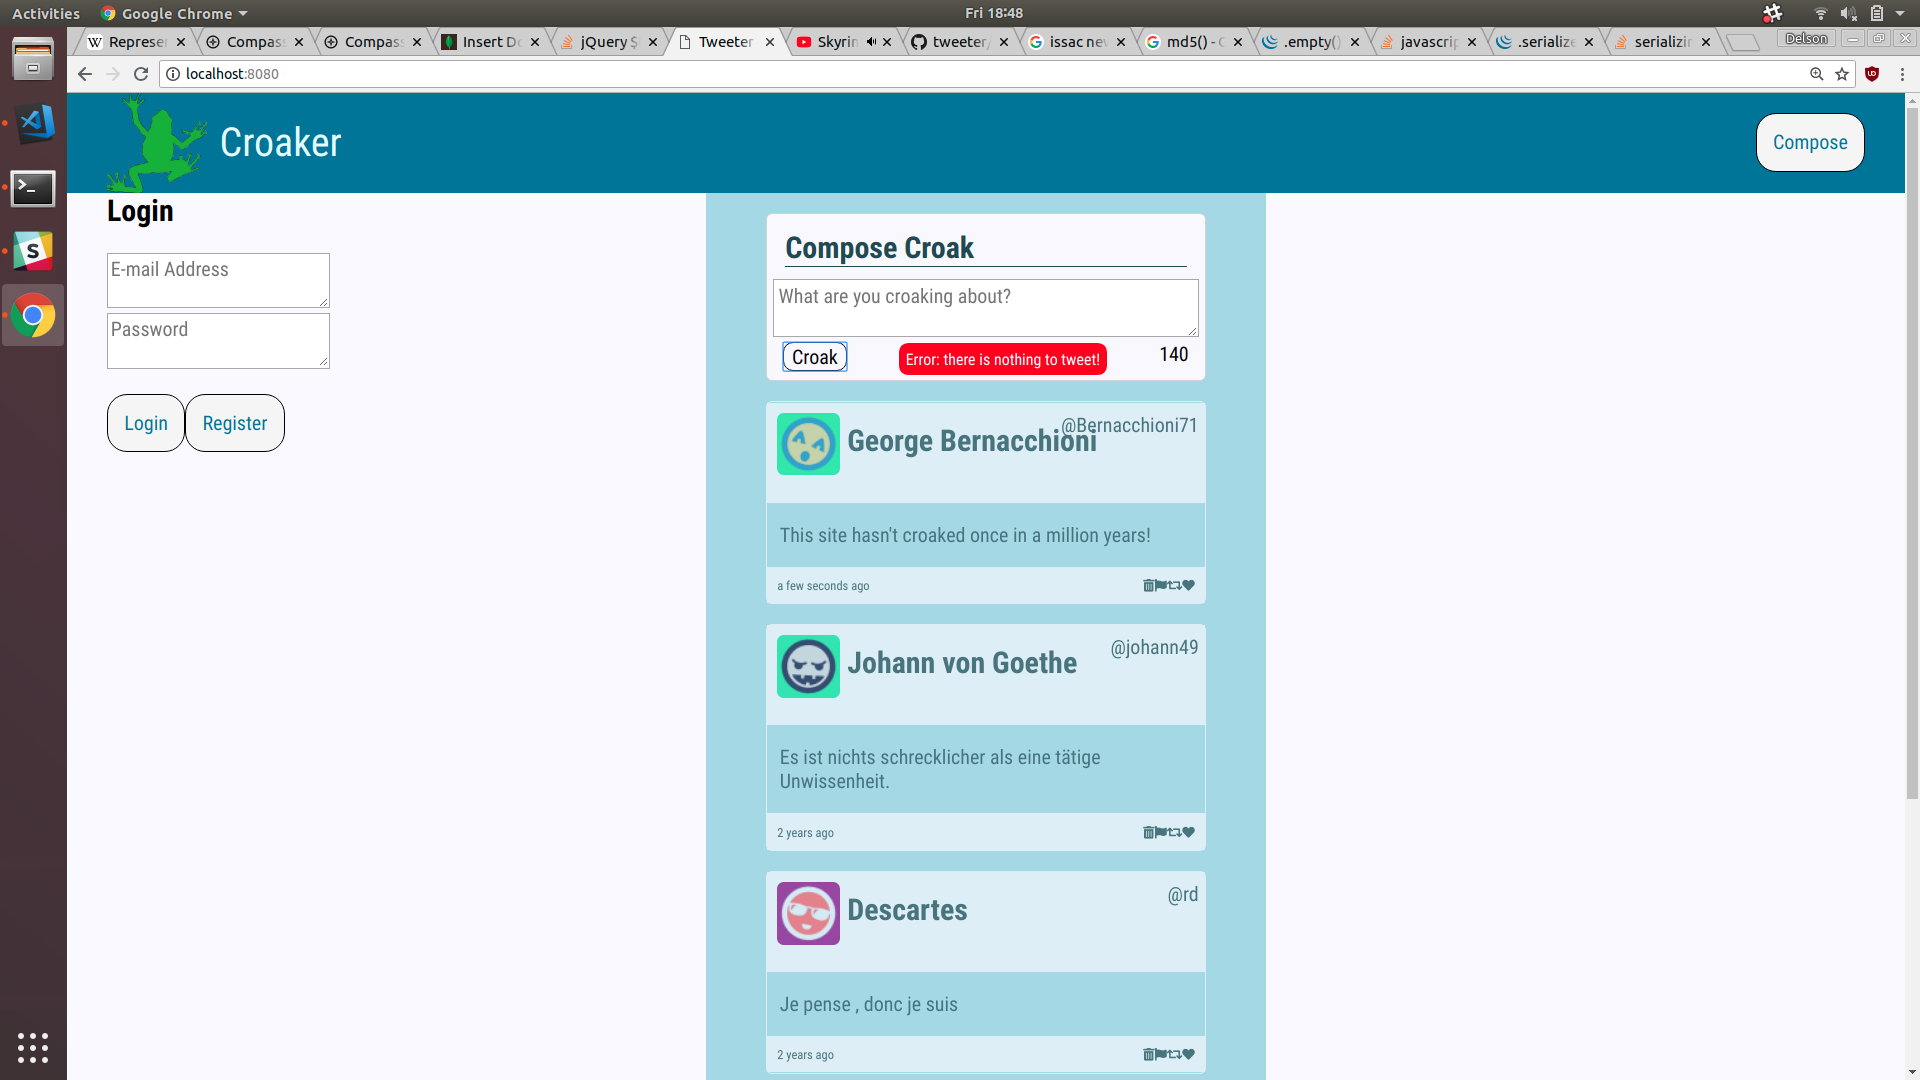 Activities Google Chrome Fri 18:48
Represe Compas Compas Insert D jQuery $ Tweeter Skyrim tweeter/ issac ne md5() - .empty() javascrip .serialize serializi Delson
localhost:8080
Croaker
Compose
Login
E-mail Address
Password
Login Register
Compose Croak
What are you croaking about?
Croak Error: there is nothing to tweet! 140
@Bernacchioni71
George Bernacchioni
This site hasn't croaked once in a million years!
a few seconds ago
@johann49
Johann von Goethe
Es ist nichts schrecklicher als eine tätige
Unwissenheit.
2 years ago
@rd
Descartes
Je pense , donc je suis
2 years ago